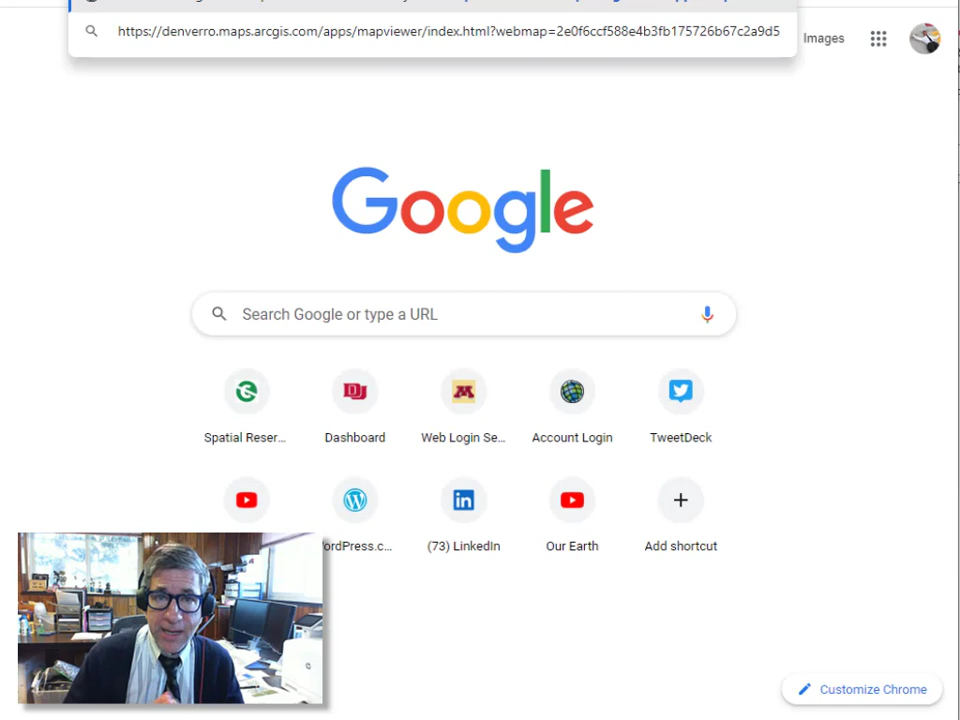 https://denverro.maps.arcgis.com/apps/mapviewer/index.html?webmap=2e0f6ccf588e4b3fb175726b67c2a9d5
Images
Google
Search Google or type a URL
Spatial Reser...
Dashboard
Web Login Se...
Account Login
TweetDeck
ordPress.c...
(73) LinkedIn
Our Earth
Add shortcut
Customize Chrome